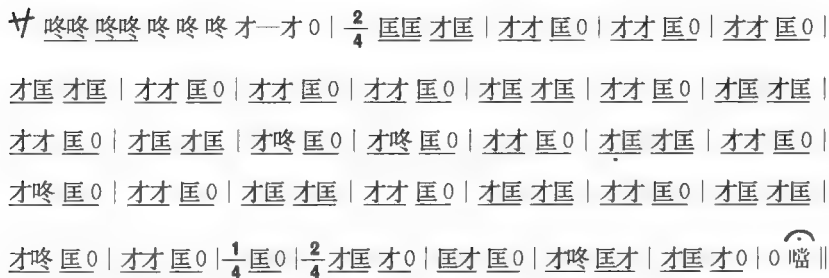 サ 咚咚 咚咚 咚 咚 咚 才—才 0 | 2/4 匡匡 才匡 | 才才 匡0 | 才才 匡0 | 才才 匡0 |
才匡 才匡 | 才才 匡0 | 才才 匡0 | 才才 匡0 | 才匡 才匡 | 才才 匡0 | 才匡 才匡 |
才才 匡0 | 才匡 才匡 | 才咚 匡0 | 才咚 匡0 | 才才 匡0 | 才匡 才匡 | 才才 匡0 |
才咚 匡0 | 才才 匡0 | 才匡 才匡 | 才才 匡0 | 才匡 才匡 | 才才 匡0 | 才匡 才匡 |
才咚 匡0 | 才才 匡0 | 1/4 匡0 | 2/4 才匡 才0 | 匡才 匡0 | 才咚 匡才 | 才匡 才0 | 0 噹 ‖